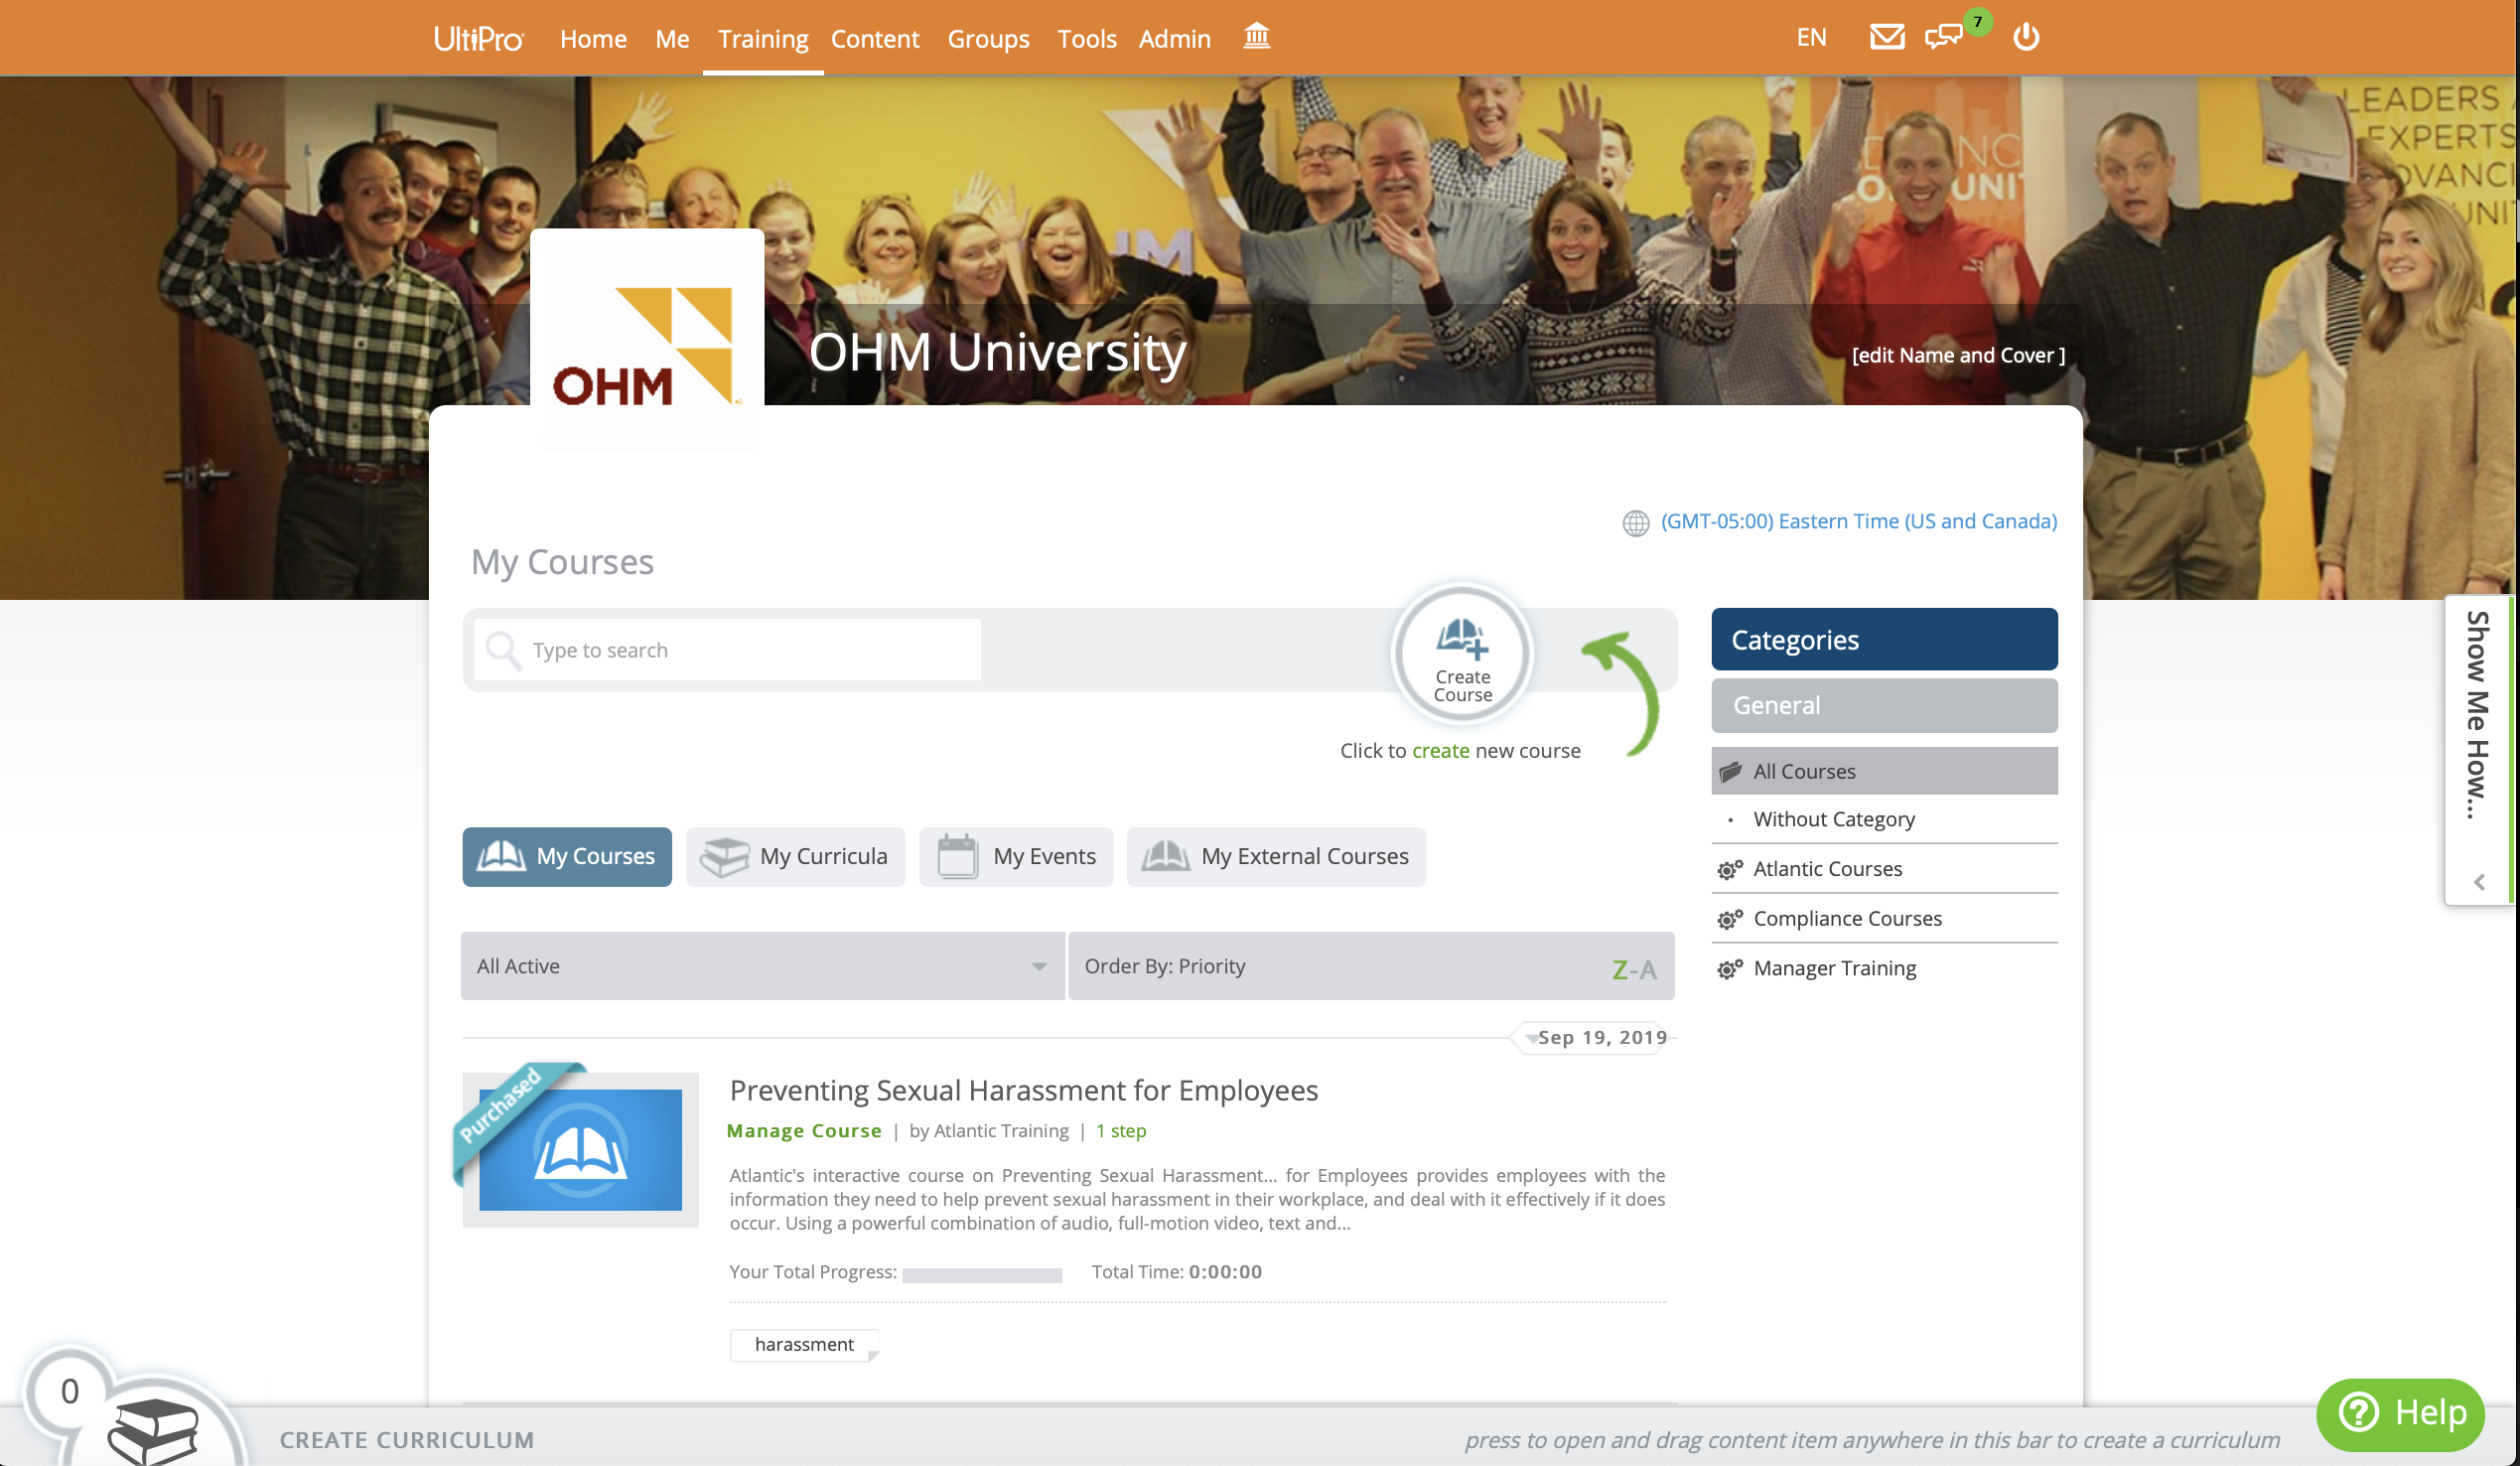 UltiPro Home Me Training Content Groups Tools Admin EN 7
LEADERS
EXPERTS
OHM University
[edit Name and Cover ]
OHM
(GMT-05:00) Eastern Time (US and Canada)
My Courses
Type to search
Create
Course
Click to create new course
Categories
General
All Courses
Without Category
Atlantic Courses
Compliance Courses
Manager Training
Show Me How...
My Courses My Curricula My Events My External Courses
All Active Order By: Priority Z-A
Sep 19, 2019
Purchased
Preventing Sexual Harassment for Employees
Manage Course | by Atlantic Training | 1 step
Atlantic's interactive course on Preventing Sexual Harassment... for Employees provides employees with the
information they need to help prevent sexual harassment in their workplace, and deal with it effectively if it does
occur. Using a powerful combination of audio, full-motion video, text and...
Your Total Progress: Total Time: 0:00:00
harassment
0
CREATE CURRICULUM press to open and drag content item anywhere in this bar to create a curriculum
Help